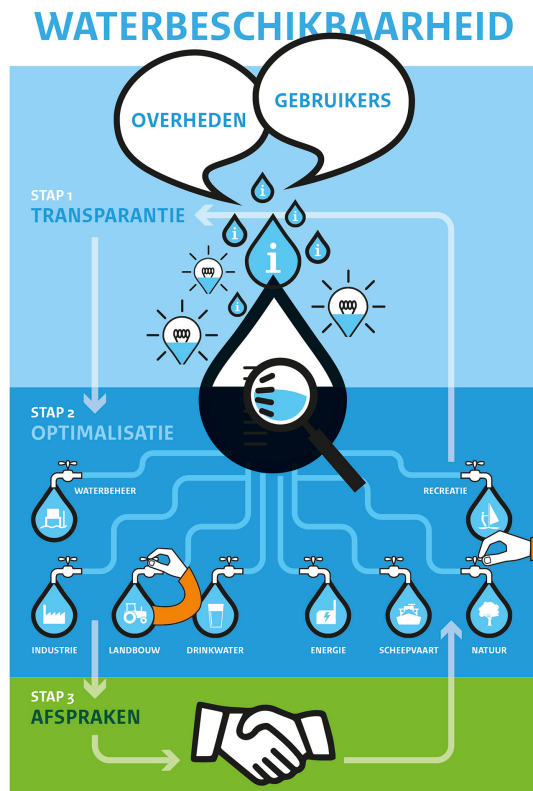 WATERBESCHIKBAARHEID
OVERHEDEN
GEBRUIKERS
STAP 1
TRANSPARANTIE
i
i
i
i
i
i
STAP 2
OPTIMALISATIE
WATERBEHEER
RECREATIE
INDUSTRIE
LANDBOUW
DRINKWATER
ENERGIE
SCHEEPVAART
NATUUR
STAP 3
AFSPRAKEN